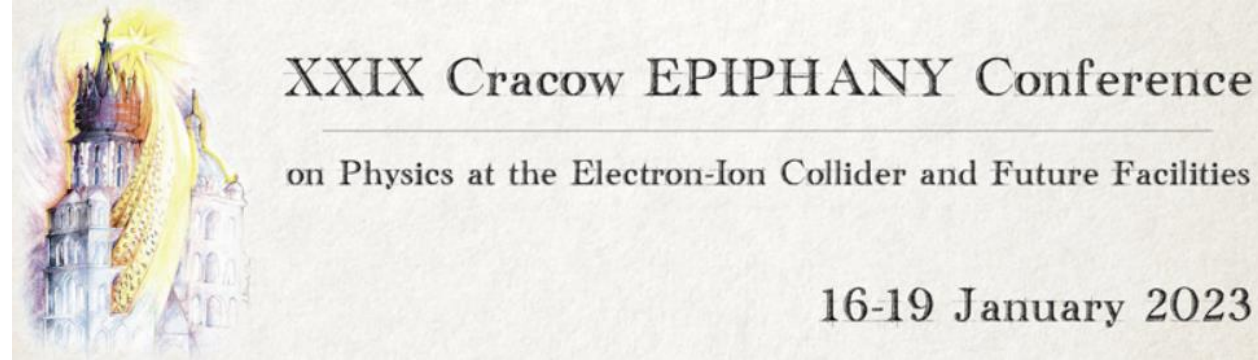 XXIX Cracow EPIPHANY Conference
on Physics at the Electron-Ion Collider and Future Facilities
16-19 January 2023